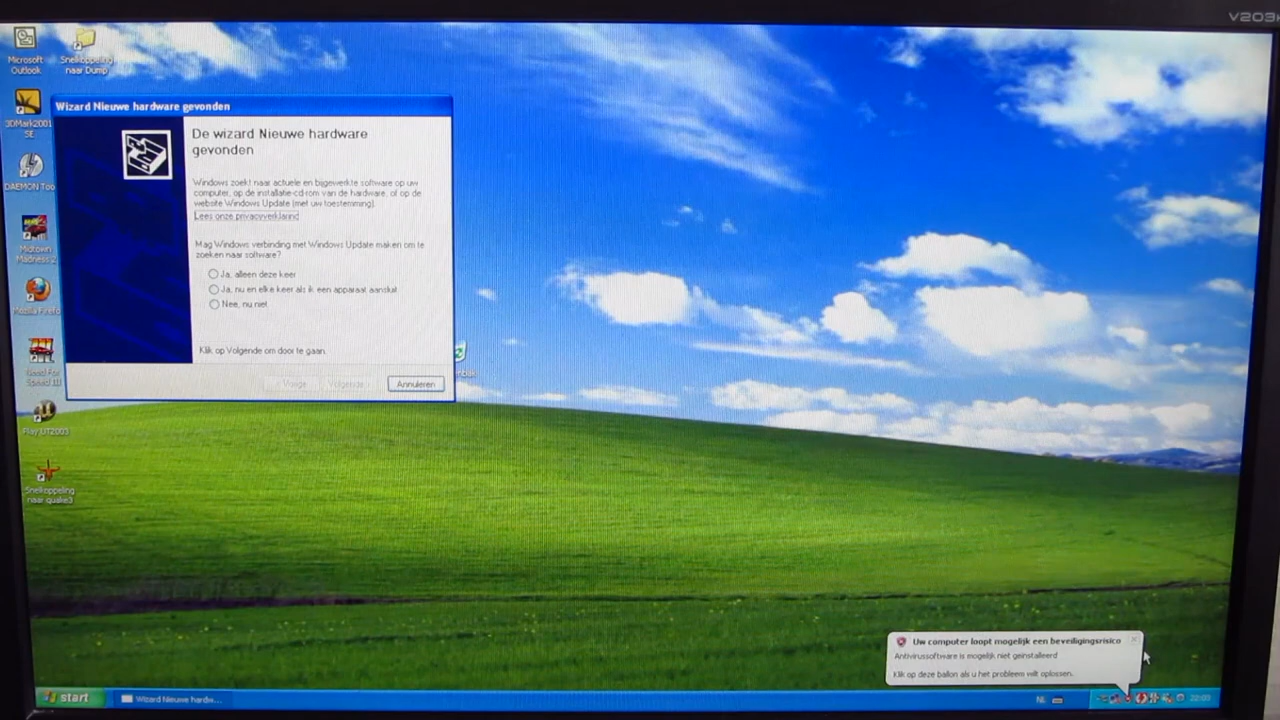 V203H
Microsoft
Outlook
Snelkoppeling
naar Dump
3DMark2001
SE
DAEMON Too
Midtown
Madness 2
Mozilla Firefo
Need For
Speed III
Play UT2003
Snelkoppeling
naar quake3
Wizard Nieuwe hardware gevonden
De wizard Nieuwe hardware
gevonden
Windows zoekt naar actuele en bijgewerkte software op uw
computer, op de installatie-cd-rom van de hardware, of op de
website Windows Update (met uw toestemming).
Lees onze privacyverklaring
Mag Windows verbinding met Windows Update maken om te
zoeken naar software?
Ja, alleen deze keer
Ja, nu en elke keer als ik een apparaat aansluit
Nee, nu niet
Klik op Volgende om door te gaan.
< Vorige
Volgende >
Annuleren
Uw computer loopt mogelijk een beveiligingsrisico
Antivirussoftware is mogelijk niet geïnstalleerd
Klik op deze ballon als u het probleem wilt oplossen.
start
Wizard Nieuwe hardw...
NL
22:03